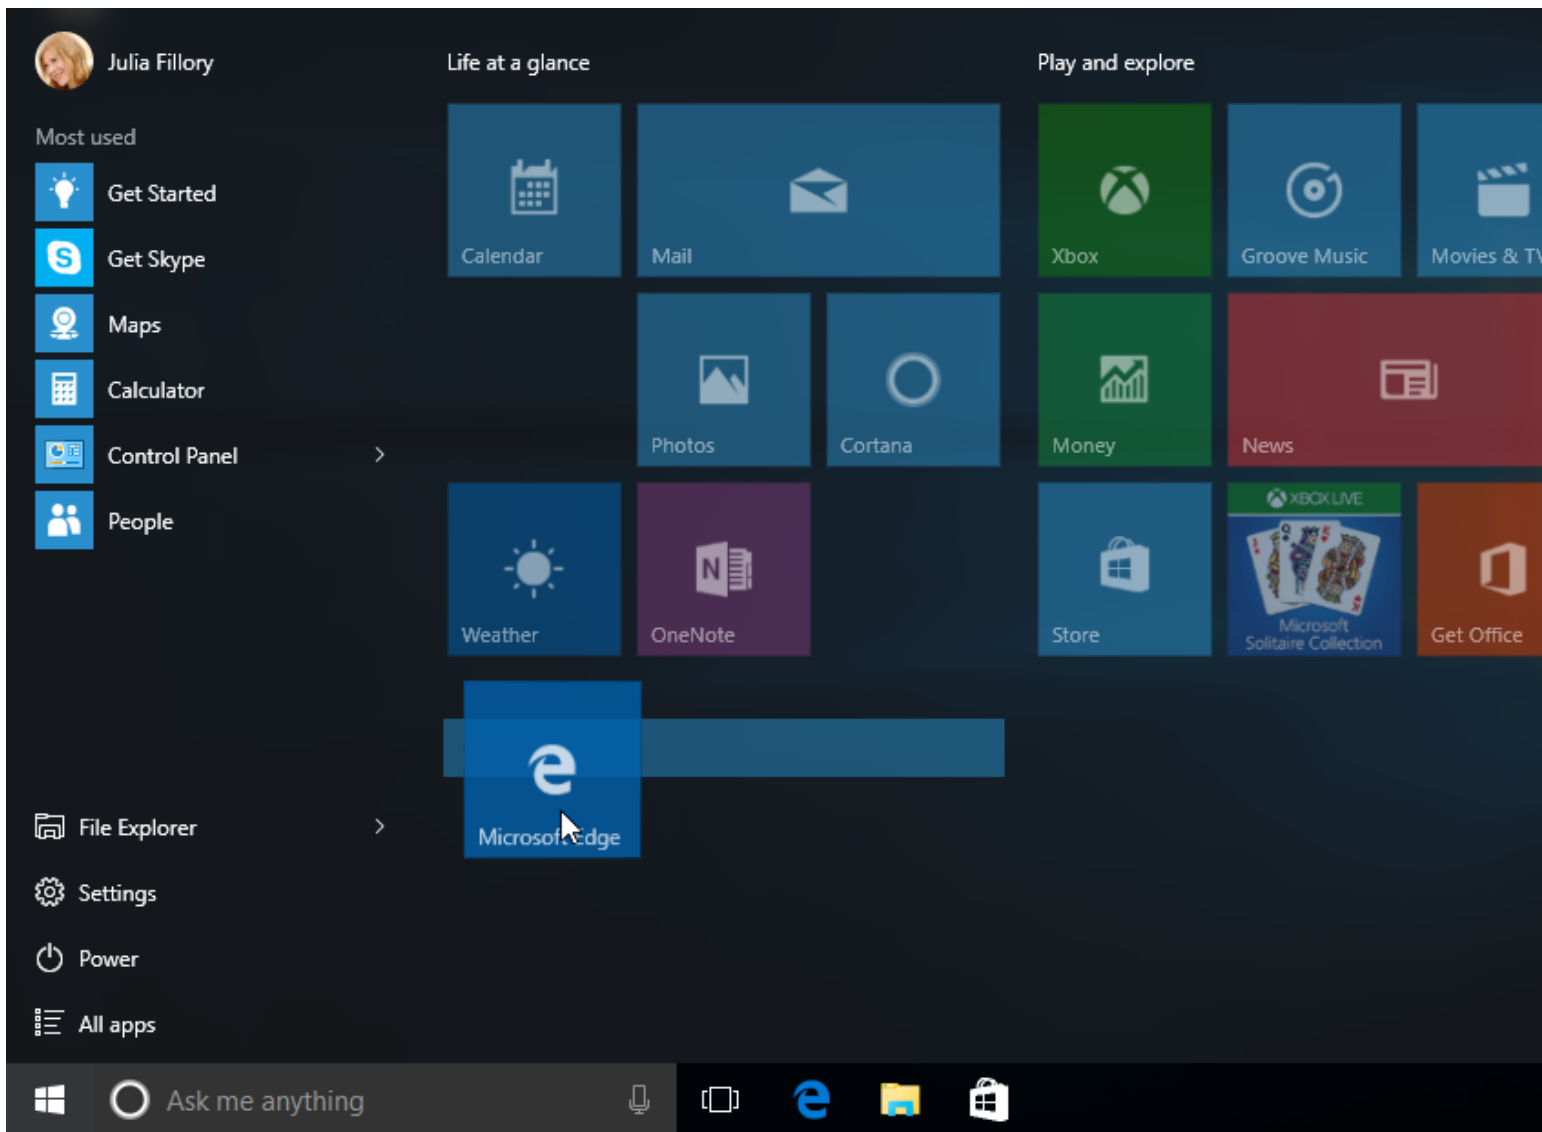 Julia Fillory
Most used
Get Started
Get Skype
Maps
Calculator
Control Panel
People
File Explorer
Settings
Power
All apps
Life at a glance
Calendar
Mail
Photos
Cortana
Weather
OneNote
Microsoft Edge
Play and explore
Xbox
Groove Music
Movies & TV
Money
News
Store
XBOX LIVE
Microsoft
Solitaire Collection
Get Office
Ask me anything